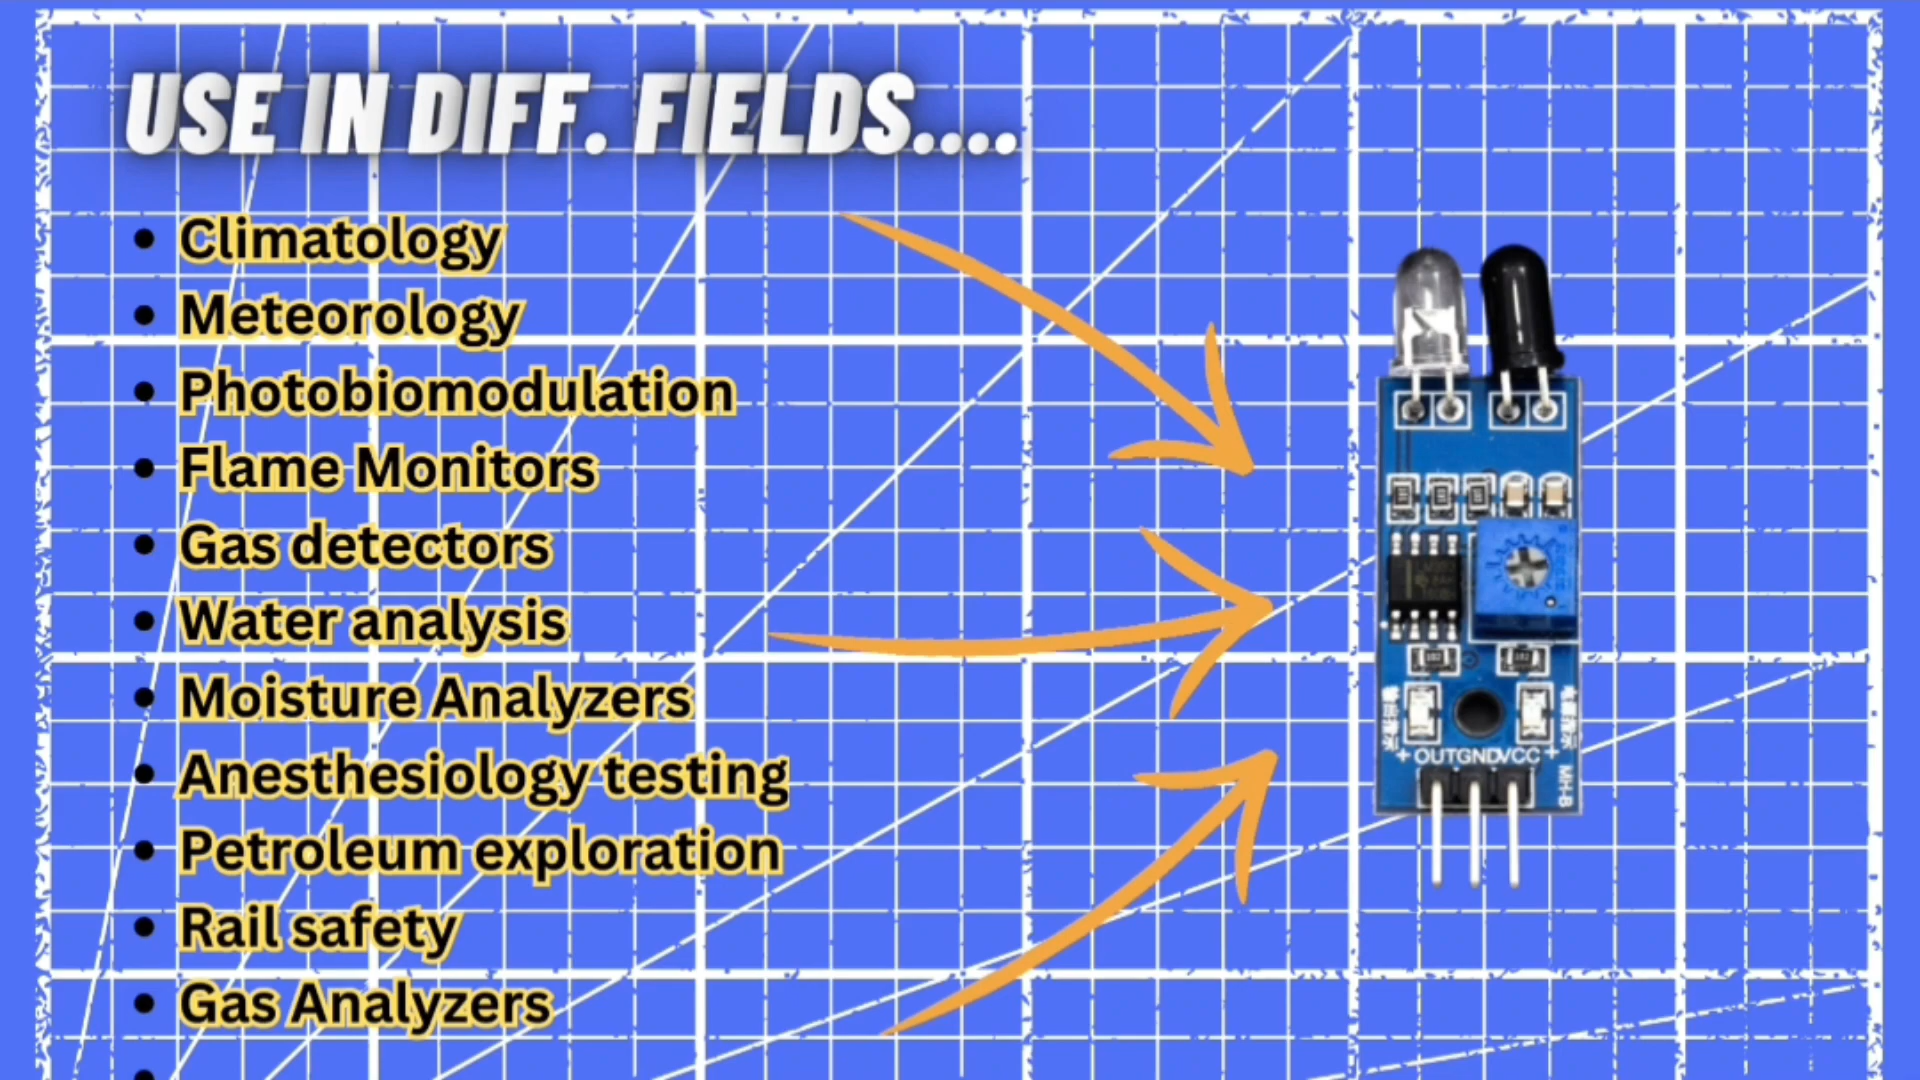 USE IN DIFF. FIELDS....
Climatology
Meteorology
Photobiomodulation
Flame Monitors
Gas detectors
Water analysis
Moisture Analyzers
Anesthesiology testing
Petroleum exploration
Rail safety
Gas Analyzers
+ OUTGNDVCC +
MH-B